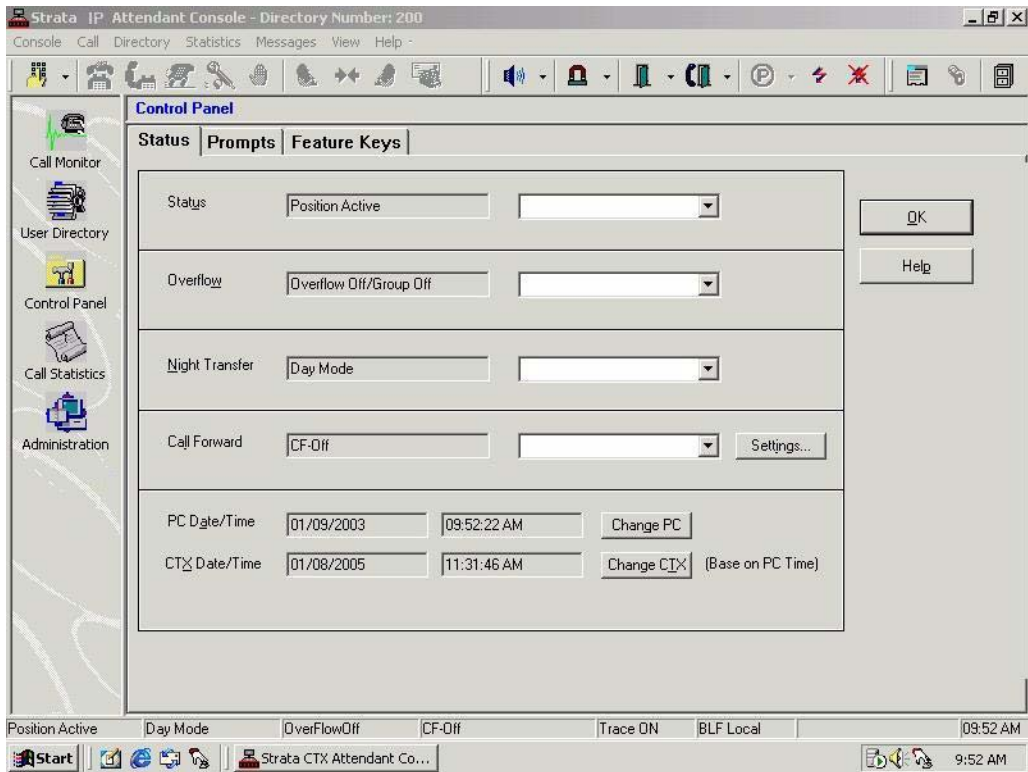 Strata IP Attendant Console - Directory Number: 200
Console Call Directory Statistics Messages View Help
Control Panel
Status Prompts Feature Keys
Call Monitor
User Directory
Control Panel
Call Statistics
Administration
Status Position Active
OK
Help
Overflow Overflow Off/Group Off
Night Transfer Day Mode
Call Forward CF-Off Settings...
PC Date/Time 01/09/2003 09:52:22 AM Change PC
CTX Date/Time 01/08/2005 11:31:46 AM Change CTX (Base on PC Time)
Position Active Day Mode OverFlowOff CF-Off Trace ON BLF Local 09:52 AM
Start Strata CTX Attendant Co... 9:52 AM